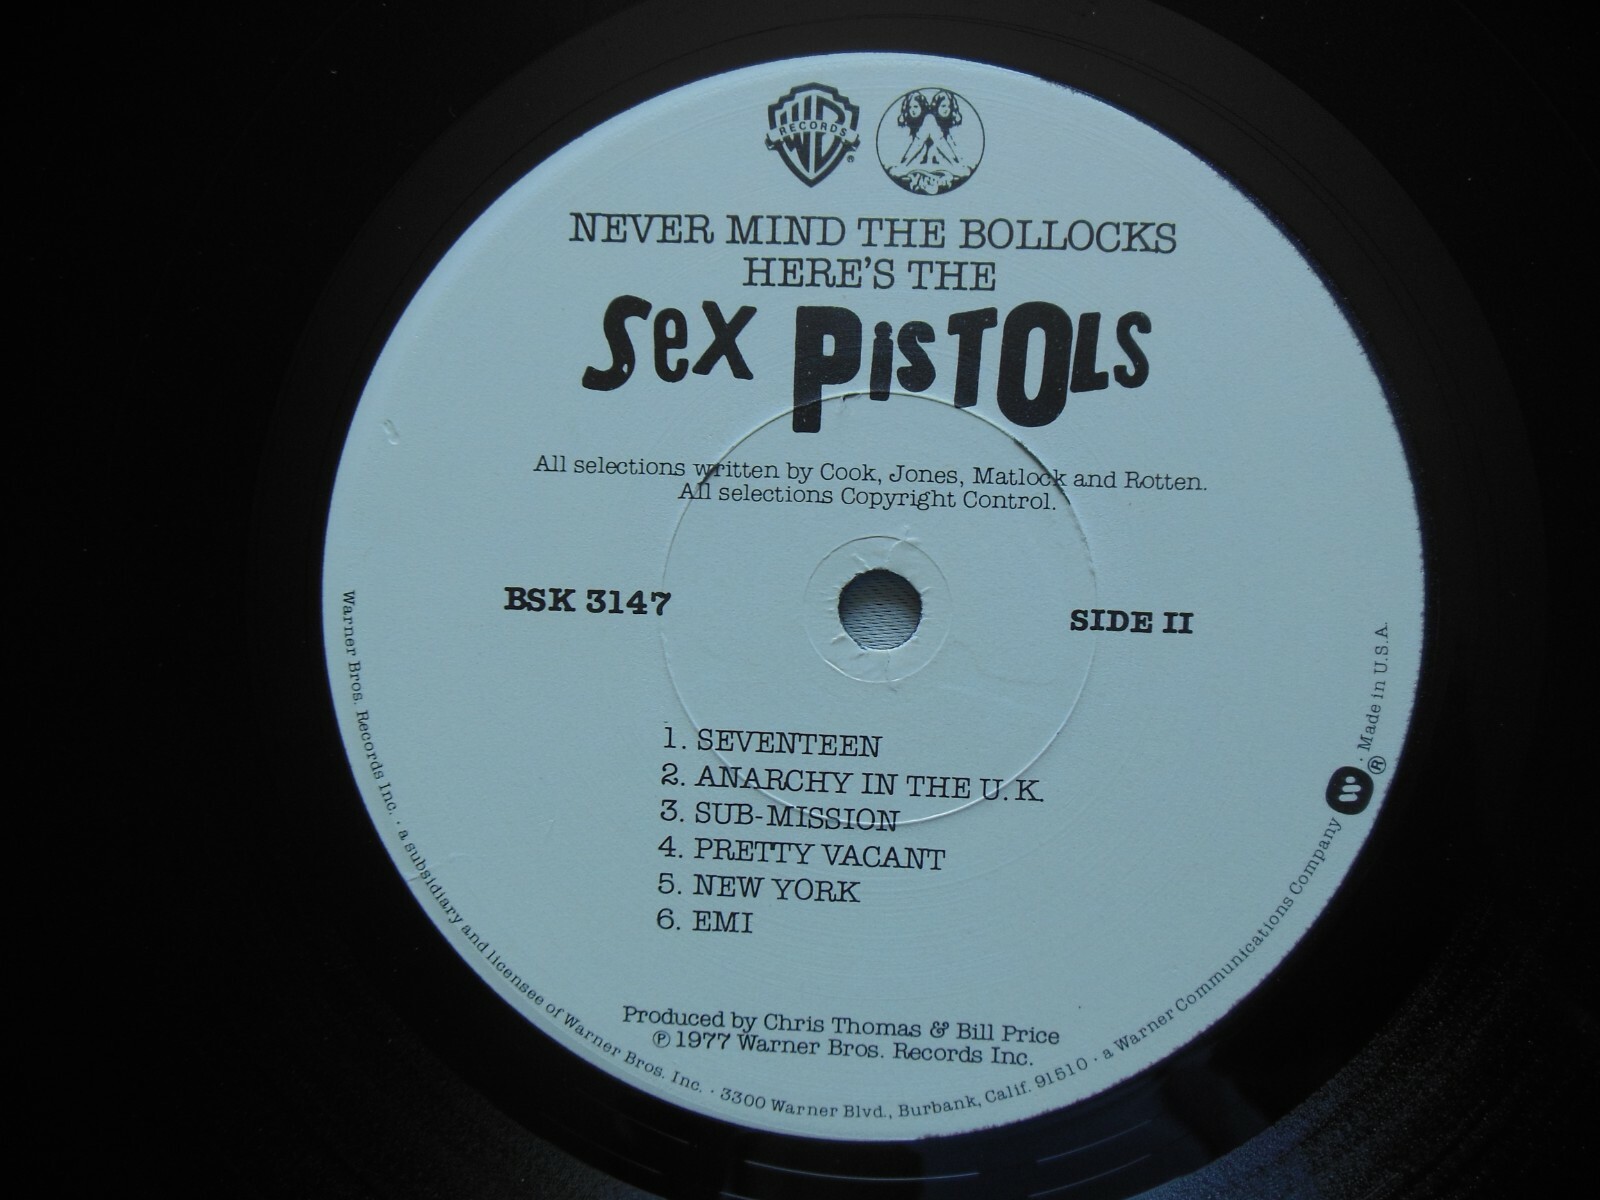 WB
RECORDS
®
NEVER MIND THE BOLLOCKS
HERE'S THE
SeX PisTOLS
All selections written by Cook, Jones, Matlock and Rotten.
All selections Copyright Control.
BSK 3147
SIDE II
1. SEVENTEEN
2. ANARCHY IN THE U.K.
3. SUB-MISSION
4. PRETTY VACANT
5. NEW YORK
6. EMI
Produced by Chris Thomas & Bill Price
℗ 1977 Warner Bros. Records Inc.
Warner Bros. Records Inc. · a subsidiary and licensee of Warner Bros. Inc. · 3300 Warner Blvd., Burbank, Calif. 91510 · a Warner Communications Company ® · Made in U.S.A.